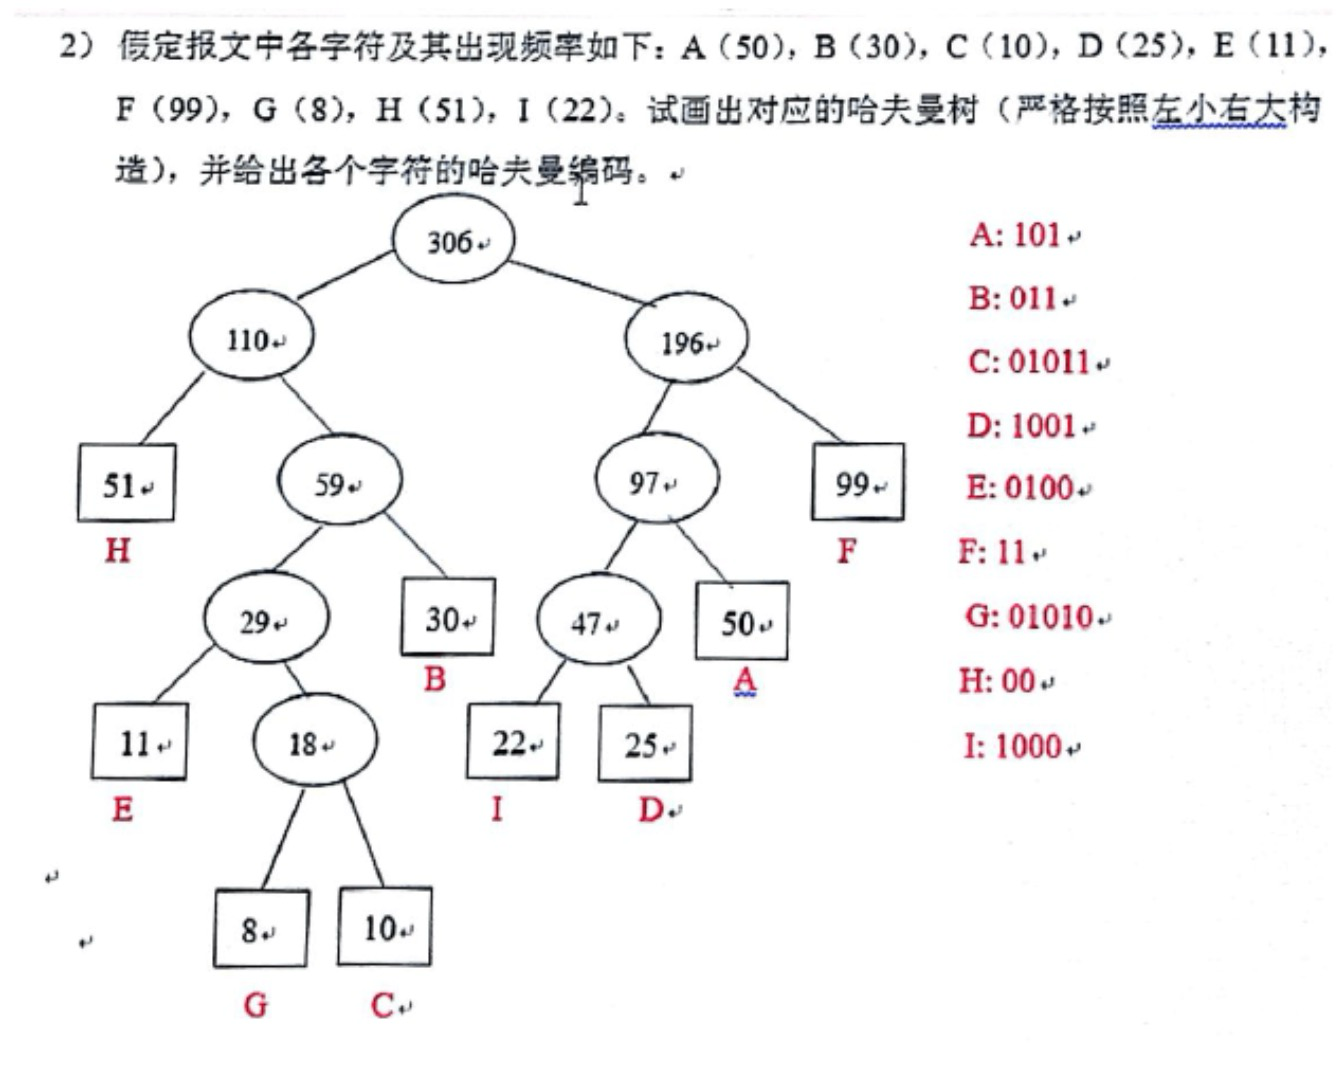 2） 假定报文中各字符及其出现频率如下：A（50），B（30），C（10），D（25），E（11），
F（99），G（8），H（51），I（22）。试画出对应的哈夫曼树（严格按照左小右大构
造），并给出各个字符的哈夫曼编码。
306
A: 101
B: 011
110
196
C: 01011
D: 1001
51
59
97
99
E: 0100
H
F
F: 11
29
30
47
50
G: 01010
B
A
H: 00
11
18
22
25
I: 1000
E
I
D
8
10
G
C